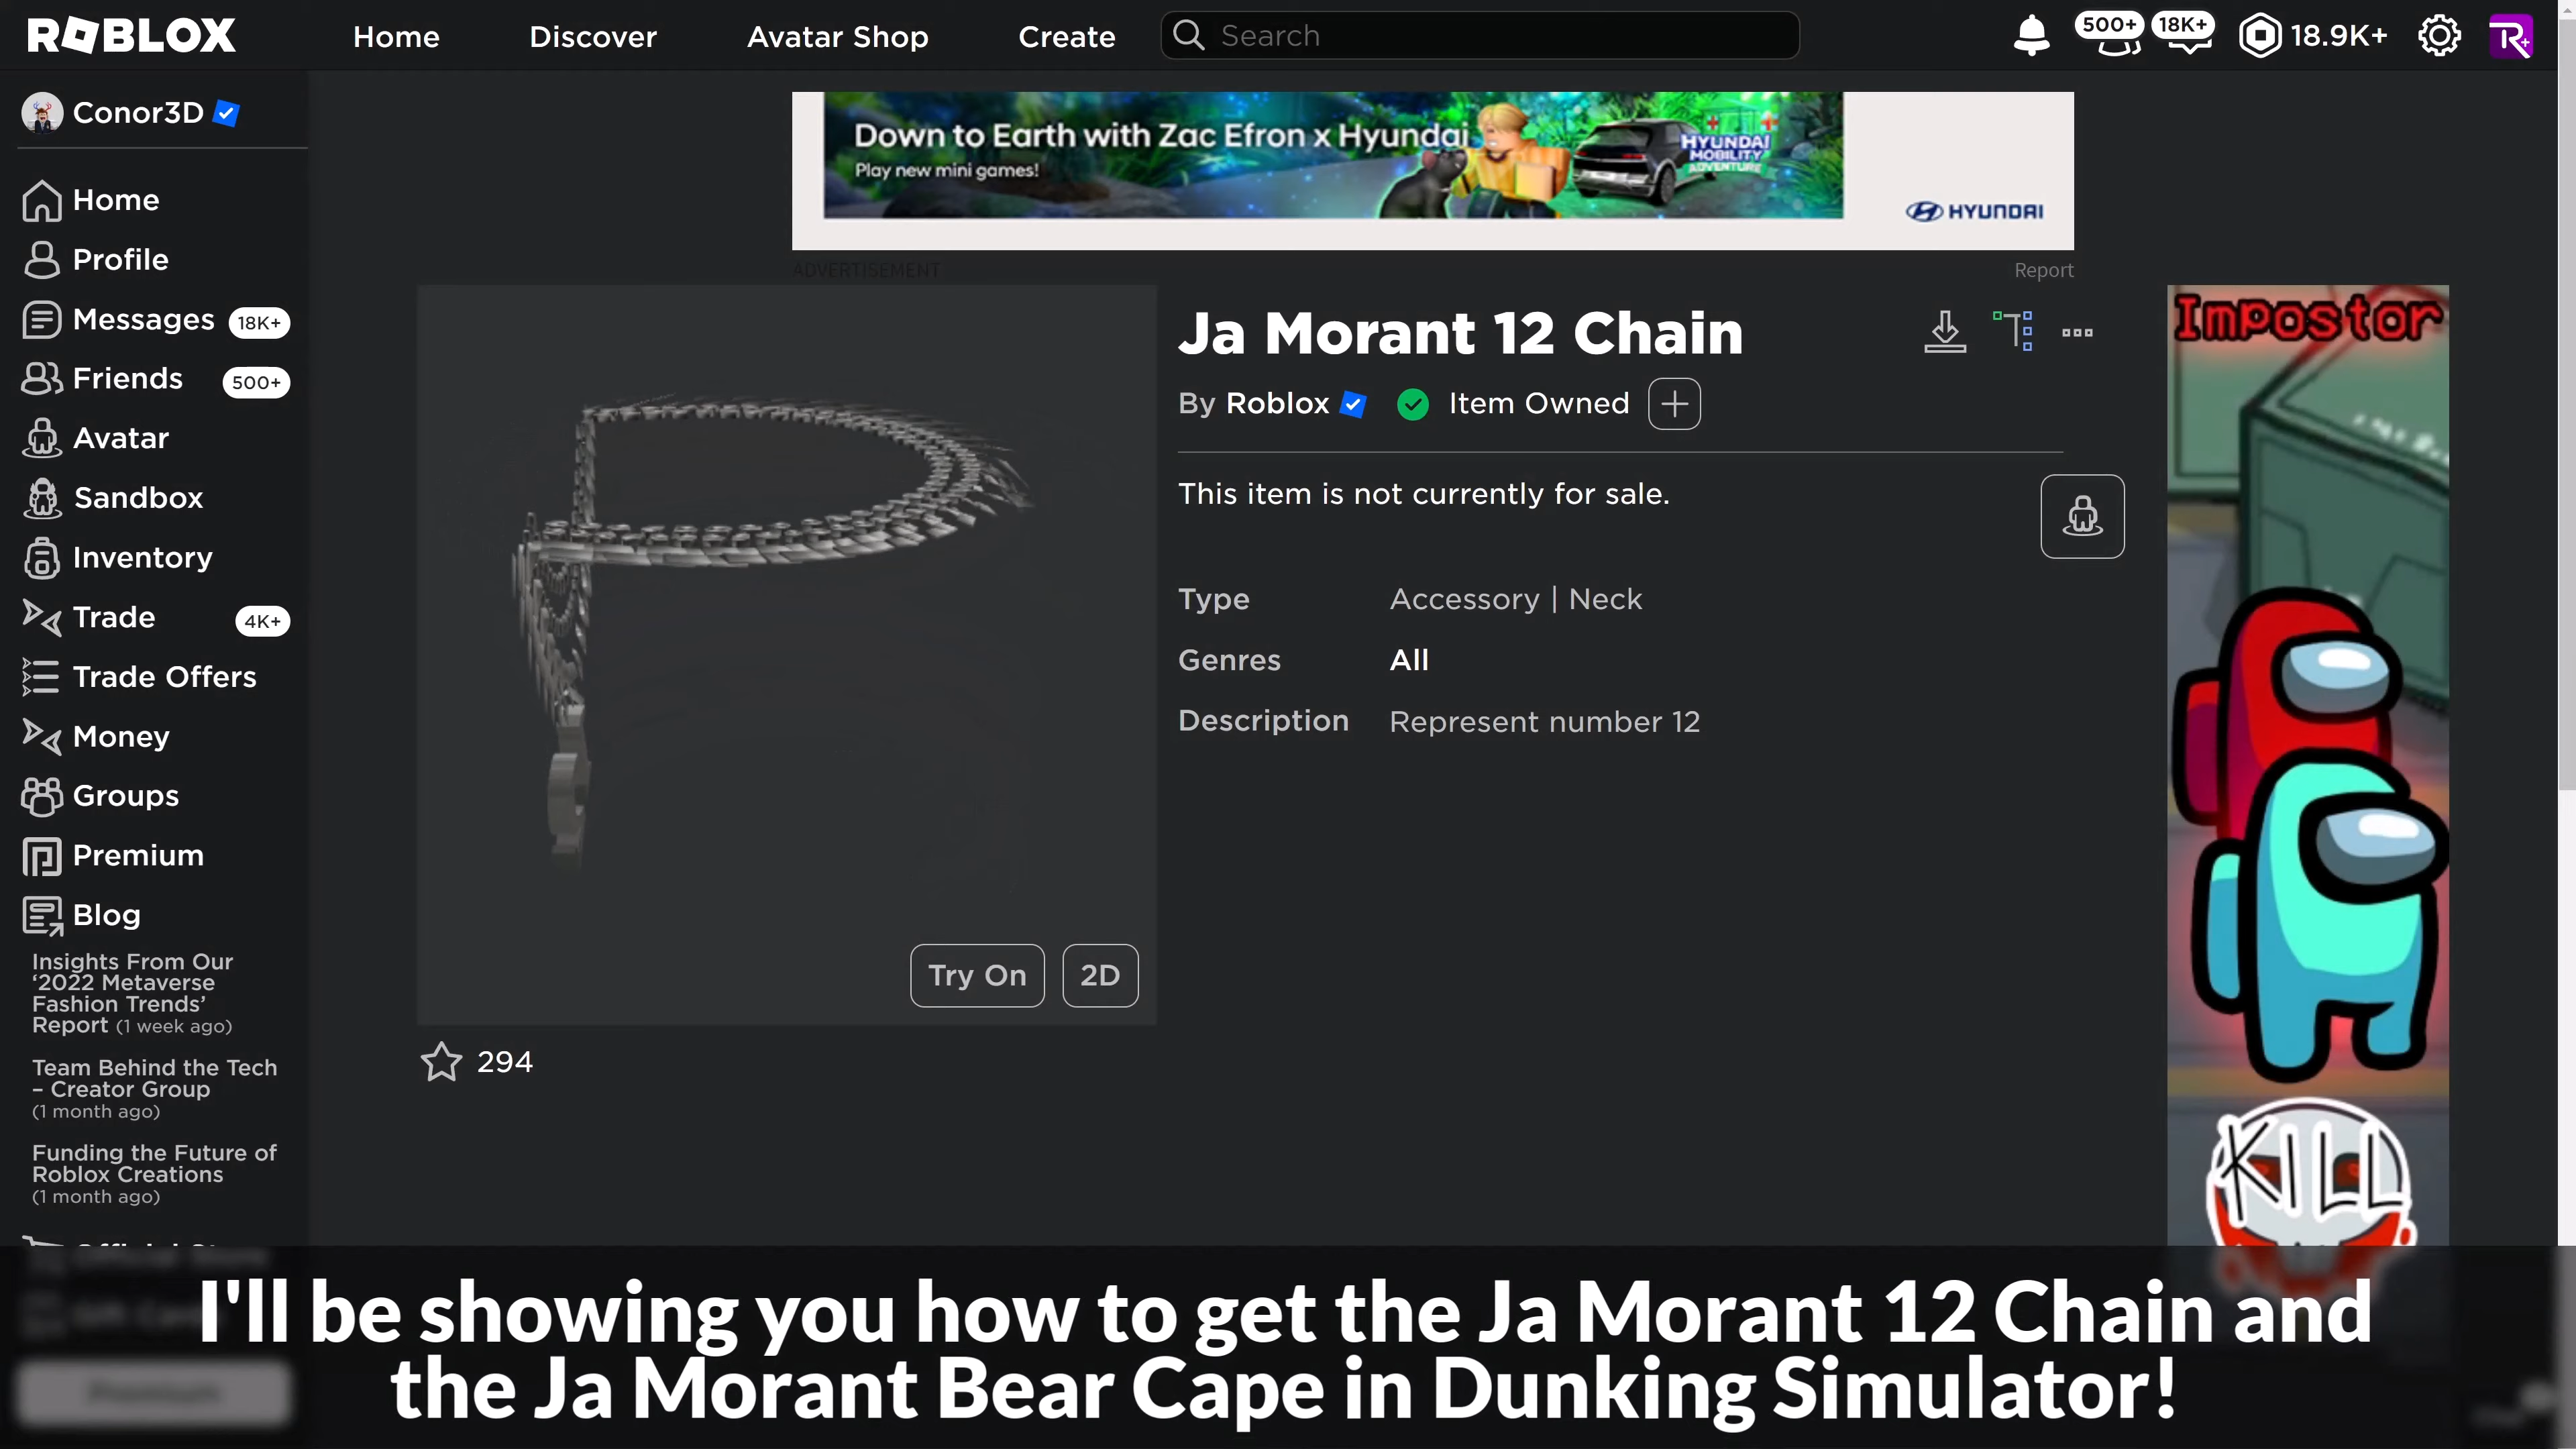 ROBLOX
Home
Discover
Avatar Shop
Create
Search
500+
18K+
18.9K+
Conor3D
Home
Profile
Messages
18K+
Friends
500+
Avatar
Sandbox
Inventory
Trade
4K+
Trade Offers
Money
Groups
Premium
Blog
Insights From Our
‘2022 Metaverse
Fashion Trends’
Report (1 week ago)
Team Behind the Tech
– Creator Group
(1 month ago)
Funding the Future of
Roblox Creations
(1 month ago)
Official Store
Premium
Down to Earth with Zac Efron x Hyundai
Play new mini games!
HYUNDAI
MOBILITY
ADVENTURE
HYUNDAI
ADVERTISEMENT
Report
Try On
2D
294
Ja Morant 12 Chain
By Roblox
Item Owned
This item is not currently for sale.
Type
Accessory | Neck
Genres
All
Description
Represent number 12
Impostor
KILL
I'll be showing you how to get the Ja Morant 12 Chain and
the Ja Morant Bear Cape in Dunking Simulator!